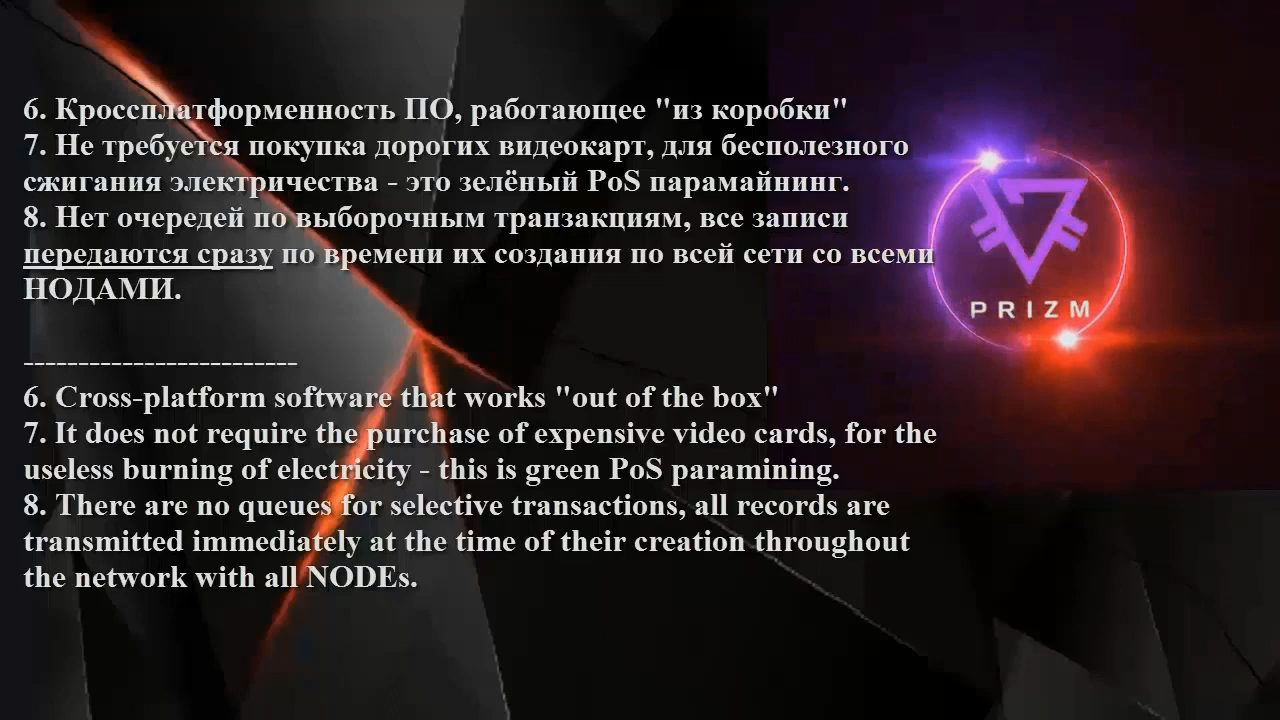 6. Кроссплатформенность ПО, работающее "из коробки"
7. Не требуется покупка дорогих видеокарт, для бесполезного
сжигания электричества - это зелёный PoS парамайнинг.
8. Нет очередей по выборочным транзакциям, все записи
передаются сразу по времени их создания по всей сети со всеми
НОДАМИ.
-------------------------
6. Cross-platform software that works "out of the box"
7. It does not require the purchase of expensive video cards, for the
useless burning of electricity - this is green PoS paramining.
8. There are no queues for selective transactions, all records are
transmitted immediately at the time of their creation throughout
the network with all NODEs.
PRIZM